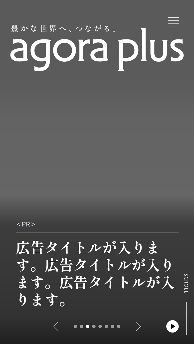 豊かな世界へ、つながる。
agora plus
<PR>
広告タイトルが入りま
す。広告タイトルが入り
ます。広告タイトルが入
ります。
SCROLL